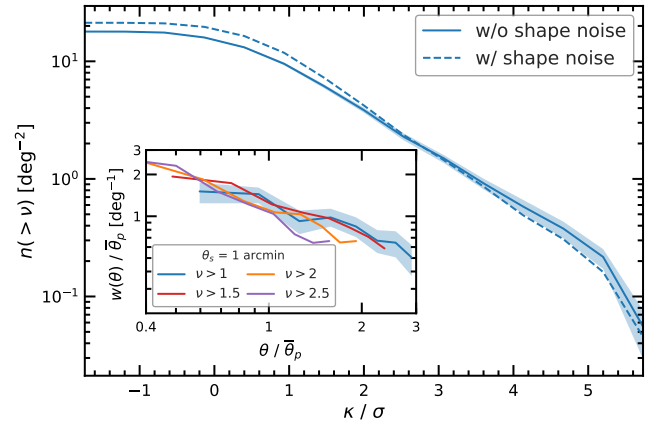 w/o shape noise
w/ shape noise
n(> ν) [deg⁻²]
10¹
10⁰
10⁻¹
−1 0 1 2 3 4 5
κ / σ
w(θ) / θ̅ₚ [deg⁻¹]
2
1
θₛ = 1 arcmin
ν > 1 ν > 2
ν > 1.5 ν > 2.5
0.4 1 2 3
θ / θ̅ₚ